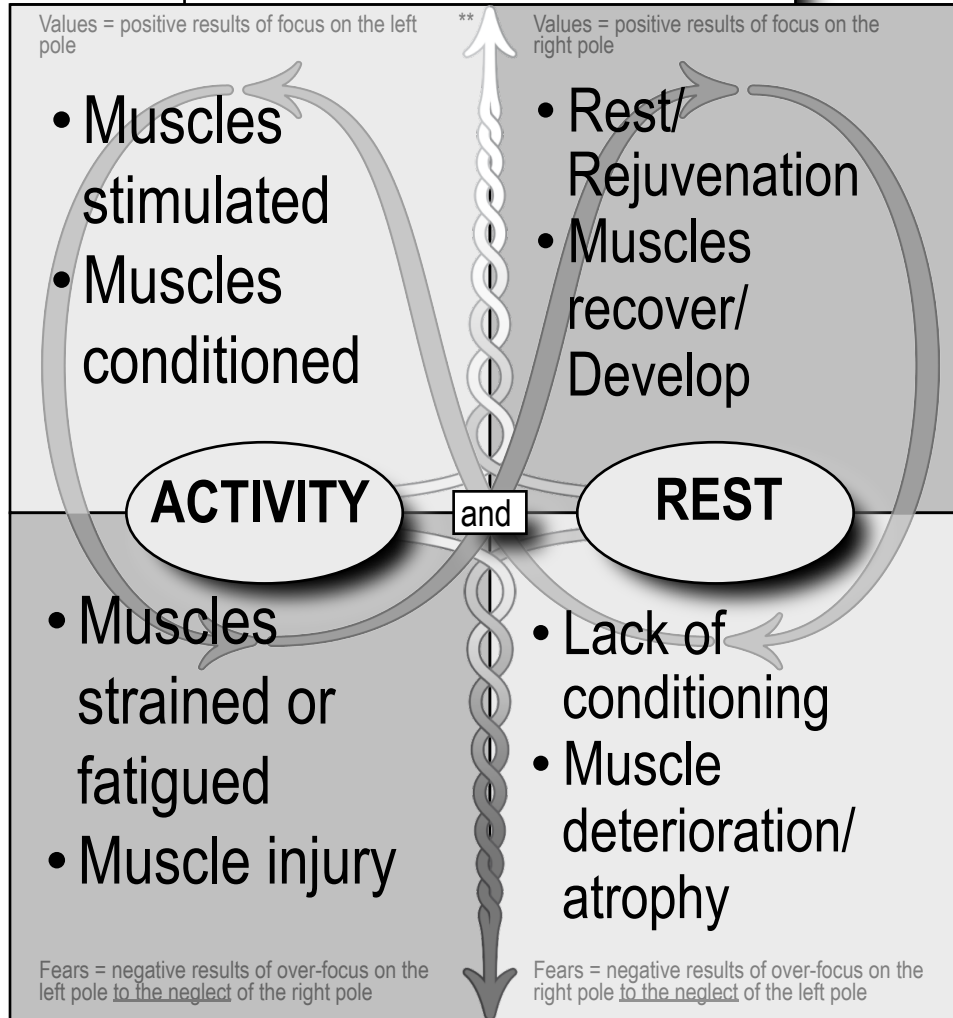 Values = positive results of focus on the left
pole
**
Values = positive results of focus on the
right pole
• Muscles
stimulated
• Muscles
conditioned
• Rest/
Rejuvenation
• Muscles
recover/
Develop
ACTIVITY
and
REST
• Muscles
strained or
fatigued
• Muscle injury
• Lack of
conditioning
• Muscle
deterioration/
atrophy
Fears = negative results of over-focus on the
left pole to the neglect of the right pole
Fears = negative results of over-focus on the
right pole to the neglect of the left pole